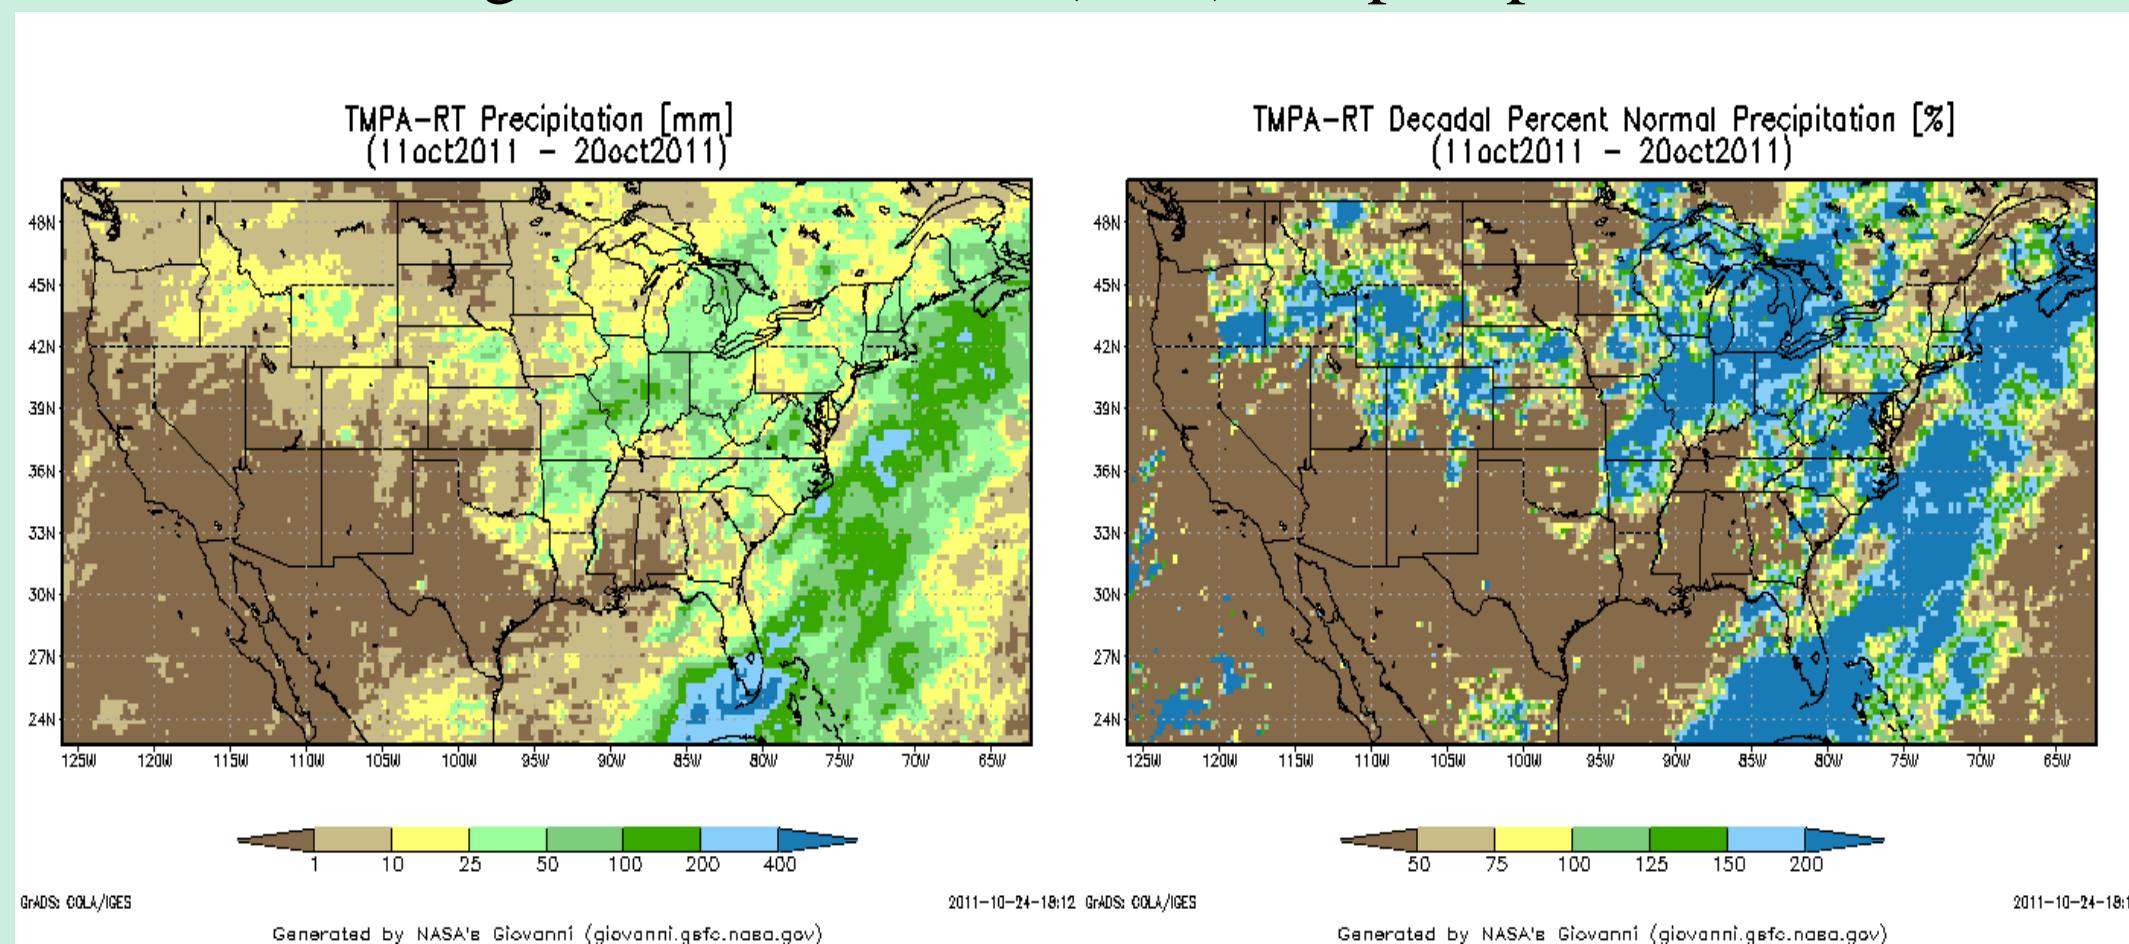 TMPA-RT Precipitation [mm]
(11oct2011 - 20oct2011)
48N
45N
42N
39N
36N
33N
30N
27N
24N
125W 120W 115W 110W 105W 100W 95W 90W 85W 80W 75W 70W 65W
1 10 25 50 100 200 400
GrADS: COLA/IGES
2011-10-24-18:12
Generated by NASA's Giovanni (giovanni.gsfc.nasa.gov)
TMPA-RT Decadal Percent Normal Precipitation [%]
(11oct2011 - 20oct2011)
48N
45N
42N
39N
36N
33N
30N
27N
24N
125W 120W 115W 110W 105W 100W 95W 90W 85W 80W 75W 70W 65W
50 75 100 125 150 200
GrADS: COLA/IGES
2011-10-24-18:1
Generated by NASA's Giovanni (giovanni.gsfc.nasa.gov)